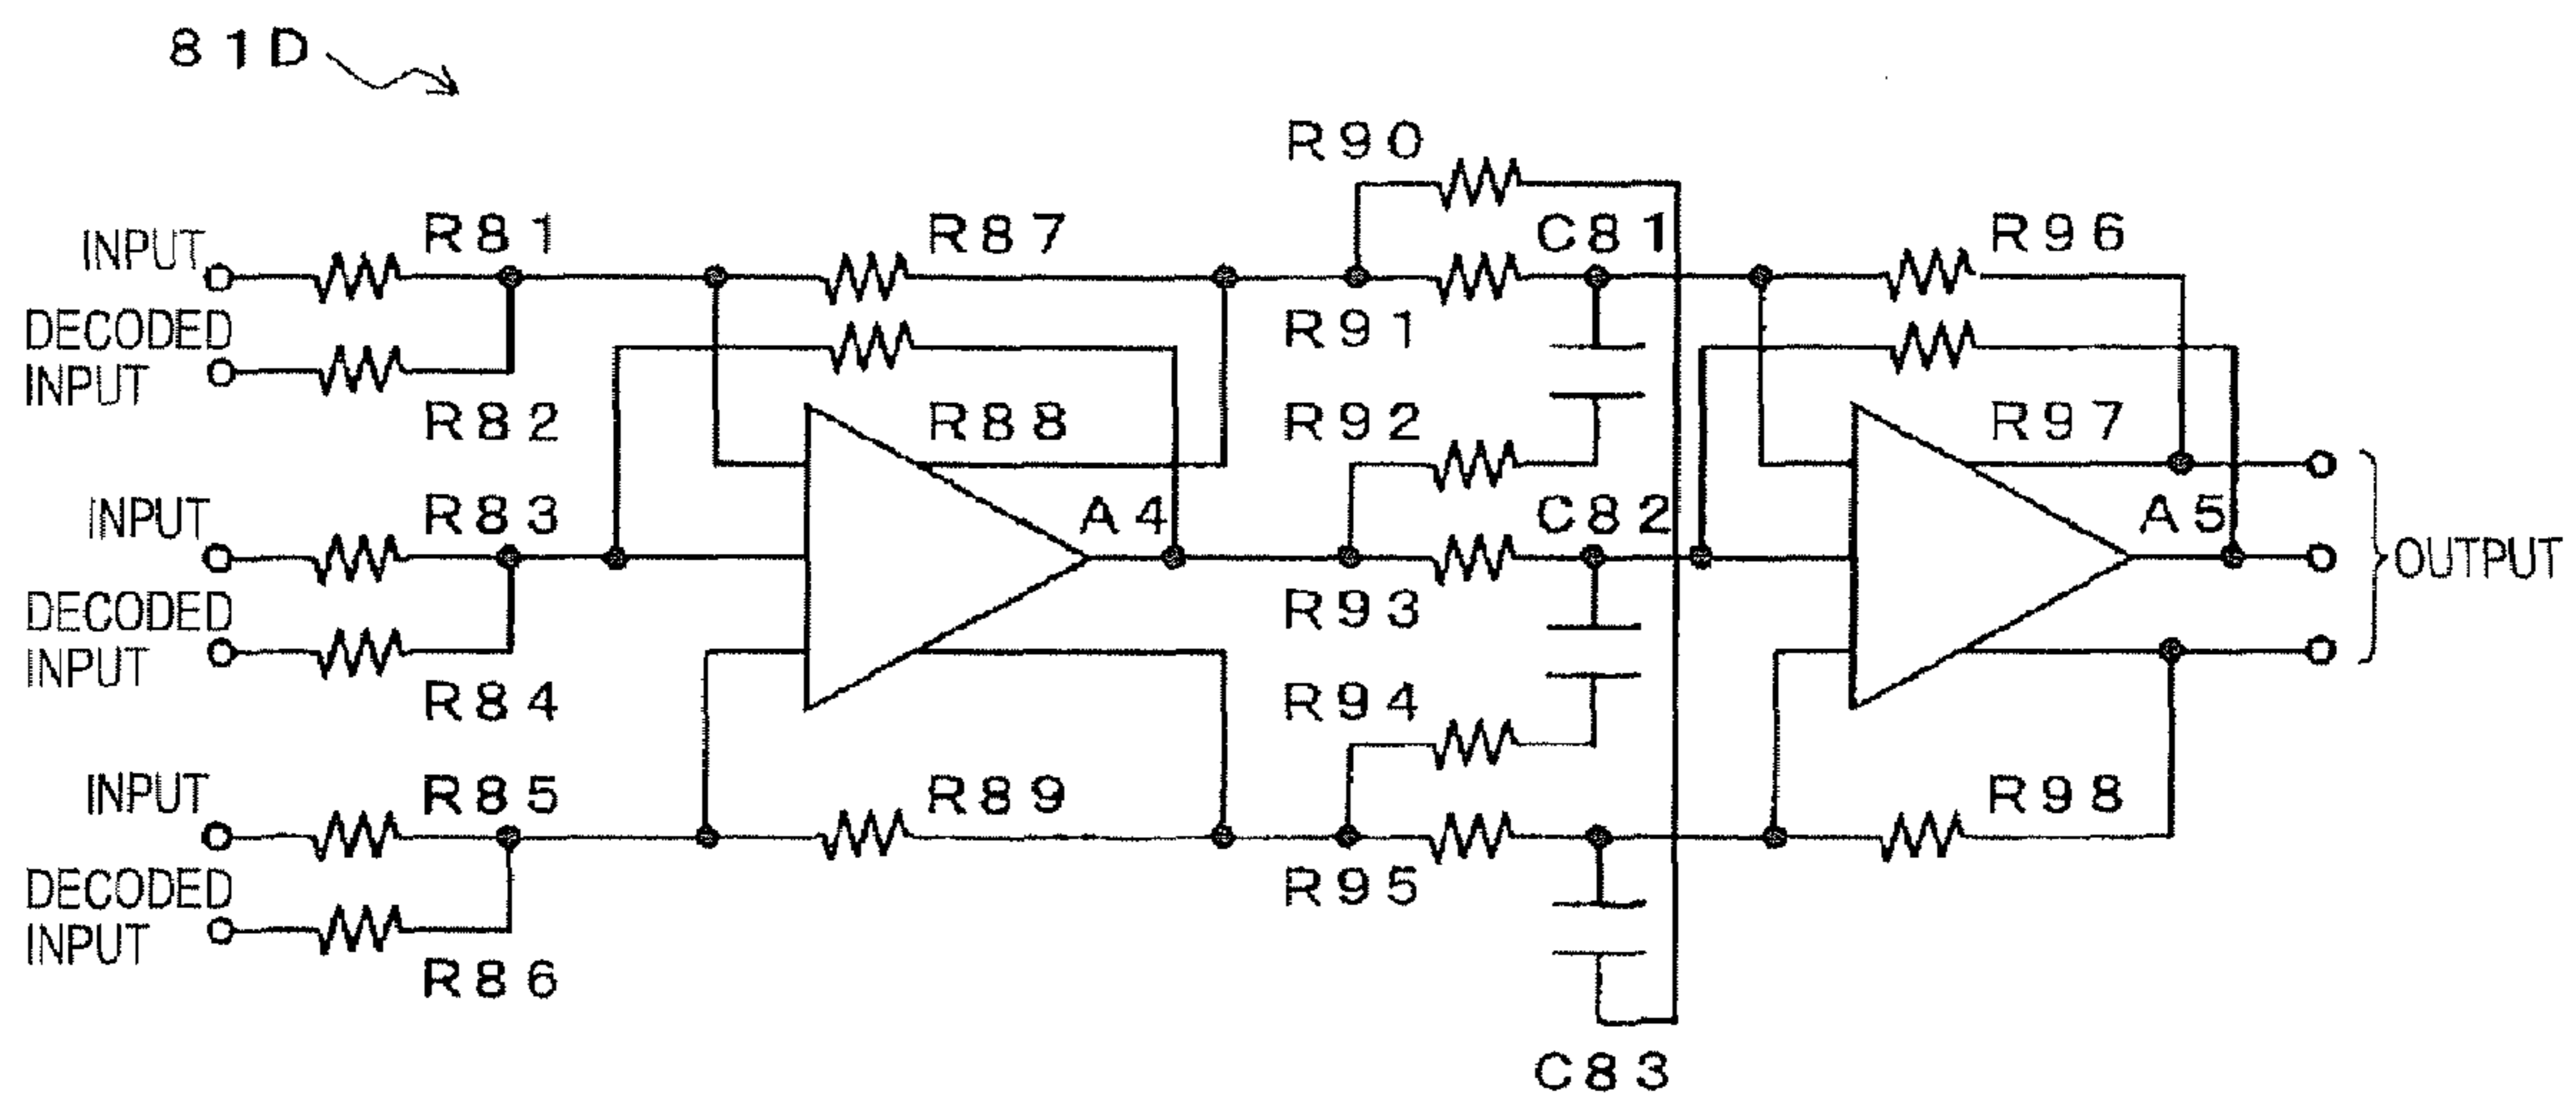 81D
R90
INPUT
R81
R87
C81
R96
DECODED
INPUT
R91
R82
R88
R92
R97
INPUT
R83
A4
C82
A5
OUTPUT
DECODED
INPUT
R93
R84
R94
INPUT
R85
R89
R98
DECODED
INPUT
R95
R86
C83